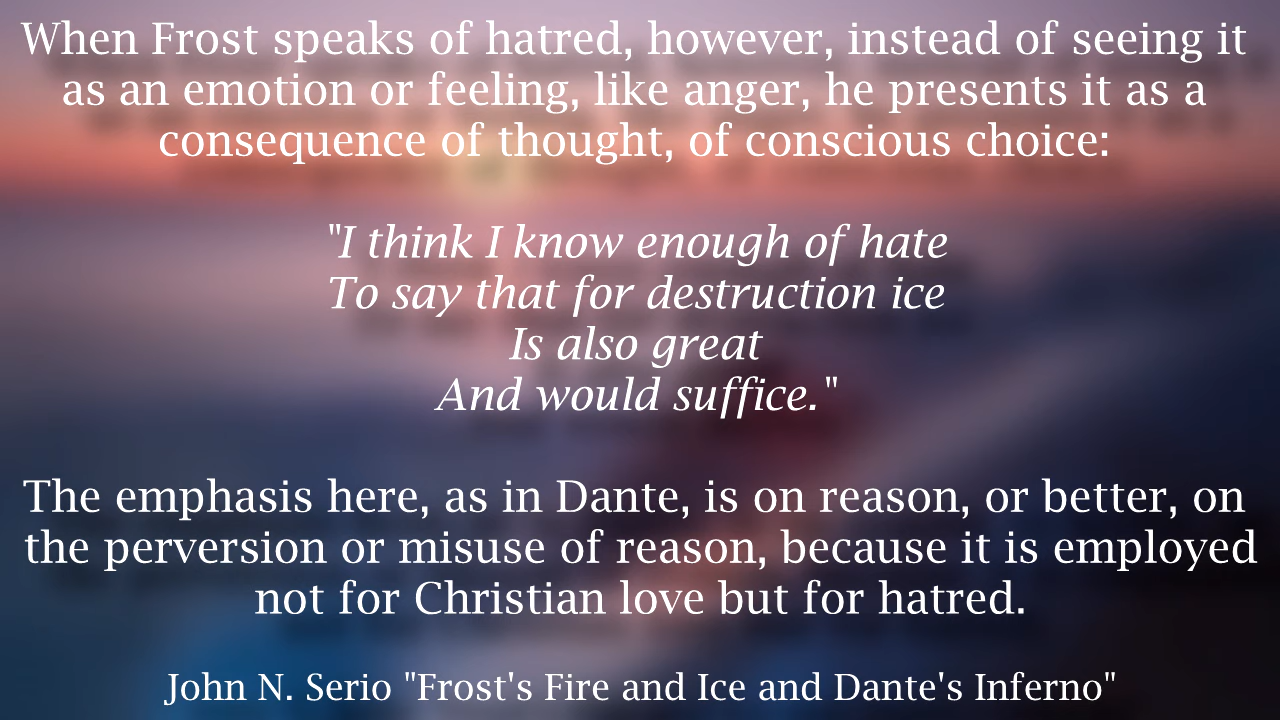 When Frost speaks of hatred, however, instead of seeing it
as an emotion or feeling, like anger, he presents it as a
consequence of thought, of conscious choice:
"I think I know enough of hate
To say that for destruction ice
Is also great
And would suffice."
The emphasis here, as in Dante, is on reason, or better, on
the perversion or misuse of reason, because it is employed
not for Christian love but for hatred.
John N. Serio "Frost's Fire and Ice and Dante's Inferno"